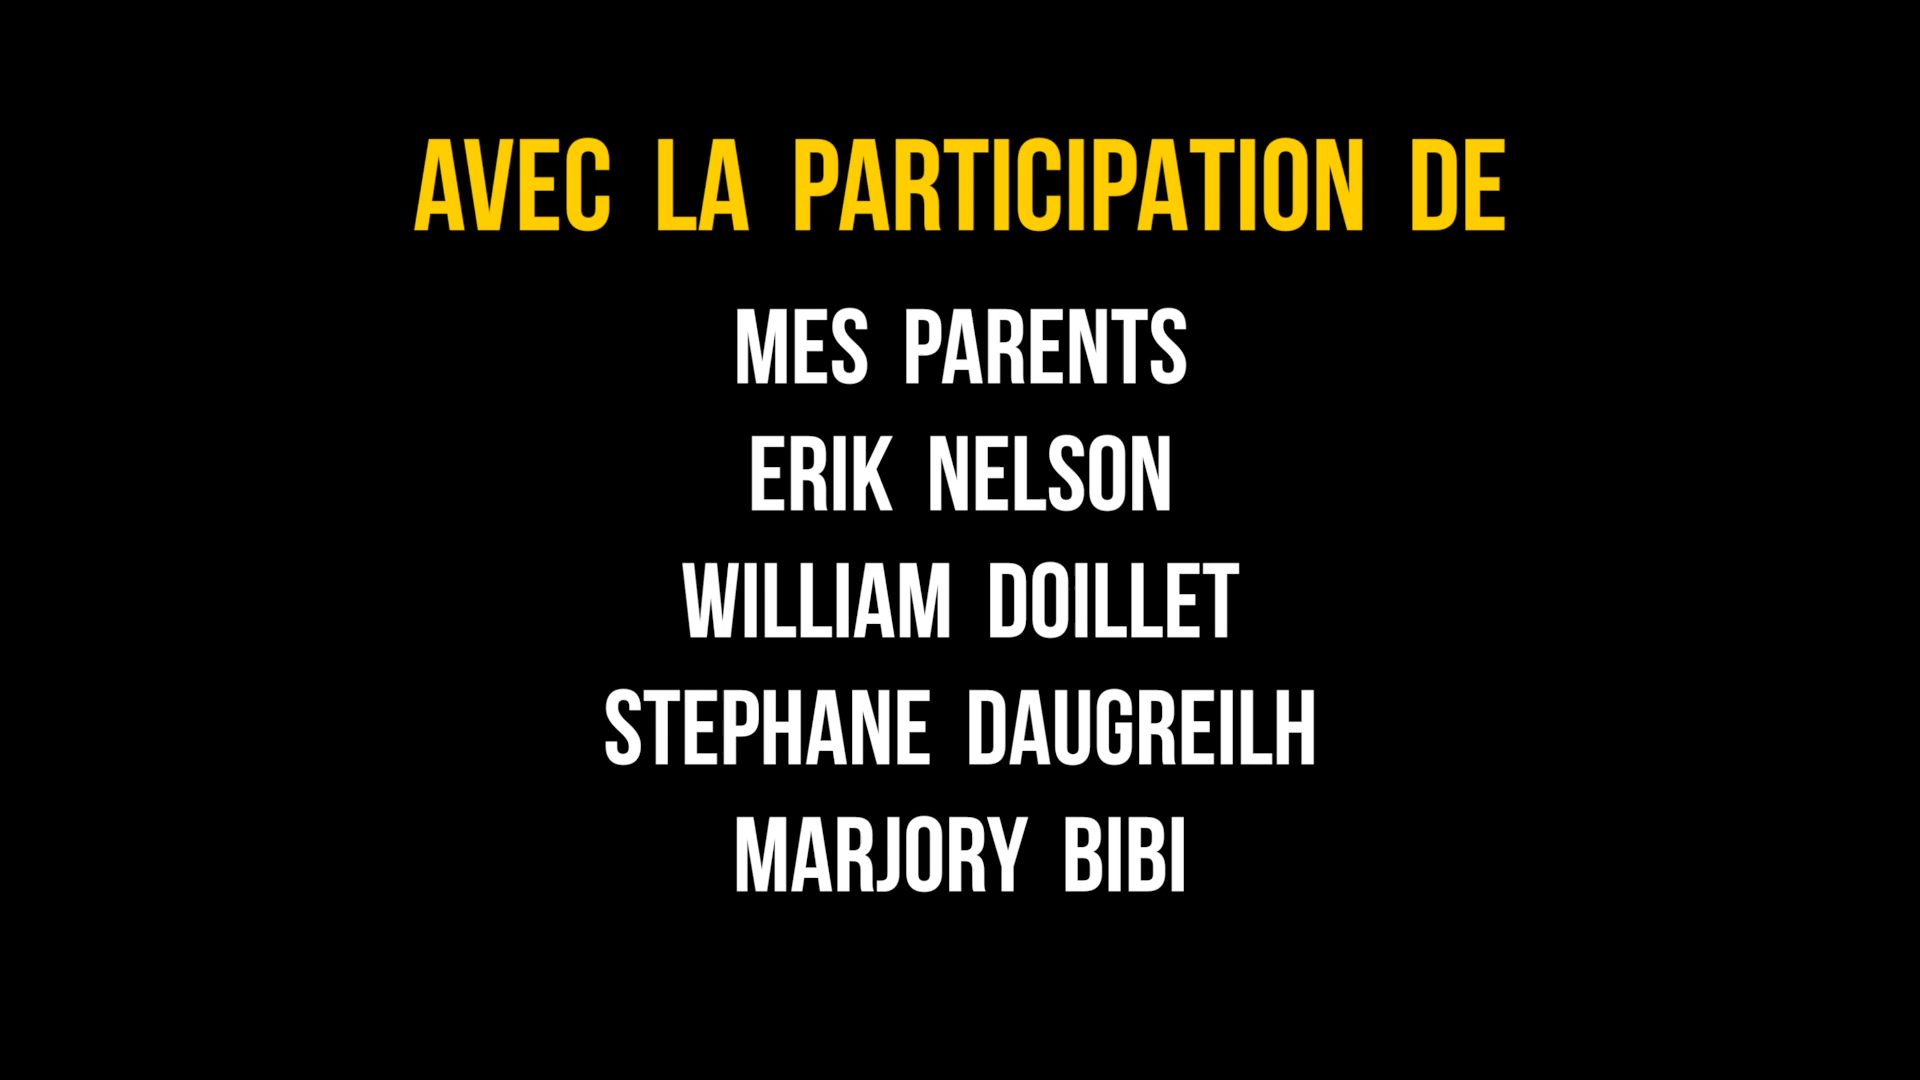 AVEC LA PARTICIPATION DE
MES PARENTS
ERIK NELSON
WILLIAM DOILLET
STEPHANE DAUGREILH
MARJORY BIBI